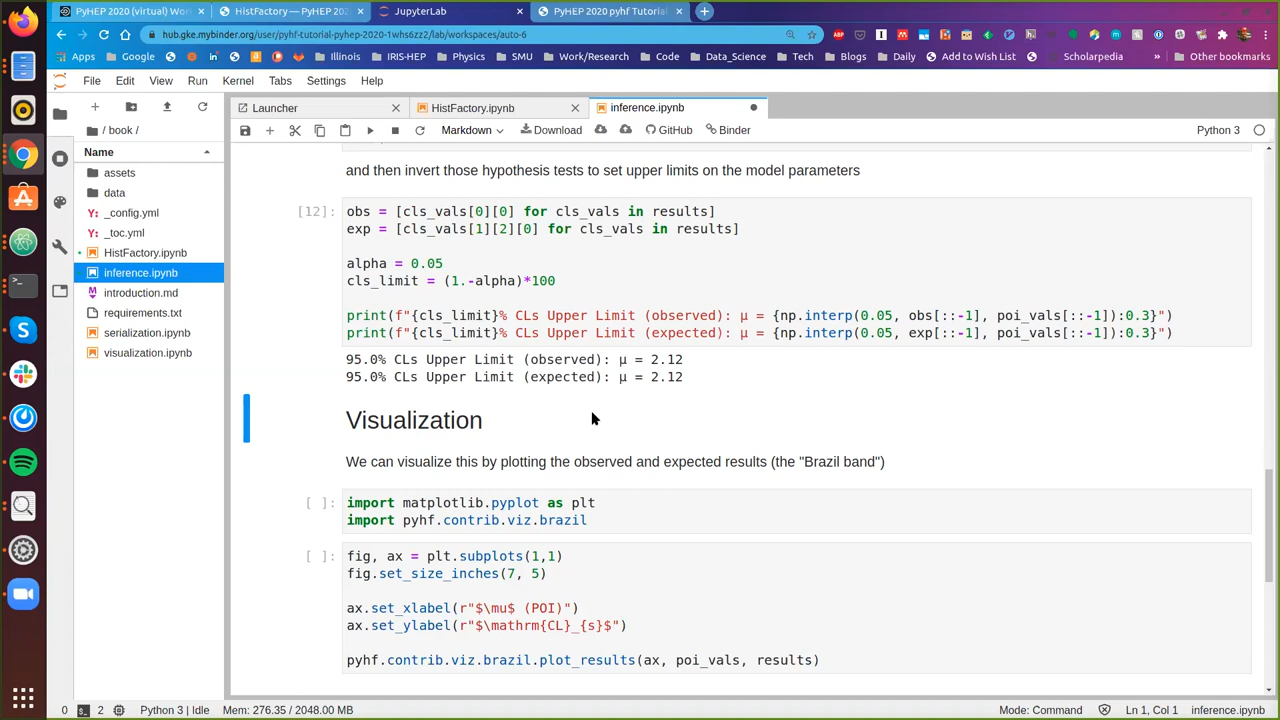 PyHEP 2020 (virtual) Wor
HistFactory — PyHEP 2020
JupyterLab
PyHEP 2020 pyhf Tutorial
hub.gke.mybinder.org/user/pyhf-tutorial-pyhep-2020-1whs6zz2/lab/workspaces/auto-6
Apps Google Illinois IRIS-HEP Physics SMU Work/Research Code Data_Science Tech Blogs Daily Add to Wish List Scholarpedia » Other bookmarks
File Edit View Run Kernel Tabs Settings Help
Launcher HistFactory.ipynb inference.ipynb
Markdown Download GitHub Binder Python 3
/ book /
Name
assets
data
_config.yml
_toc.yml
HistFactory.ipynb
inference.ipynb
introduction.md
requirements.txt
serialization.ipynb
visualization.ipynb
and then invert those hypothesis tests to set upper limits on the model parameters
[12]: obs = [cls_vals[0][0] for cls_vals in results]
exp = [cls_vals[1][2][0] for cls_vals in results]
alpha = 0.05
cls_limit = (1.-alpha)*100
print(f"{cls_limit}% CLs Upper Limit (observed): μ = {np.interp(0.05, obs[::-1], poi_vals[::-1]):0.3}")
print(f"{cls_limit}% CLs Upper Limit (expected): μ = {np.interp(0.05, exp[::-1], poi_vals[::-1]):0.3}")
95.0% CLs Upper Limit (observed): μ = 2.12
95.0% CLs Upper Limit (expected): μ = 2.12
Visualization
We can visualize this by plotting the observed and expected results (the "Brazil band")
[ ]: import matplotlib.pyplot as plt
import pyhf.contrib.viz.brazil
[ ]: fig, ax = plt.subplots(1,1)
fig.set_size_inches(7, 5)
ax.set_xlabel(r"$\mu$ (POI)")
ax.set_ylabel(r"$\mathrm{CL}_{s}$")
pyhf.contrib.viz.brazil.plot_results(ax, poi_vals, results)
0 2 Python 3 | Idle Mem: 276.35 / 2048.00 MB Mode: Command Ln 1, Col 1 inference.ipynb